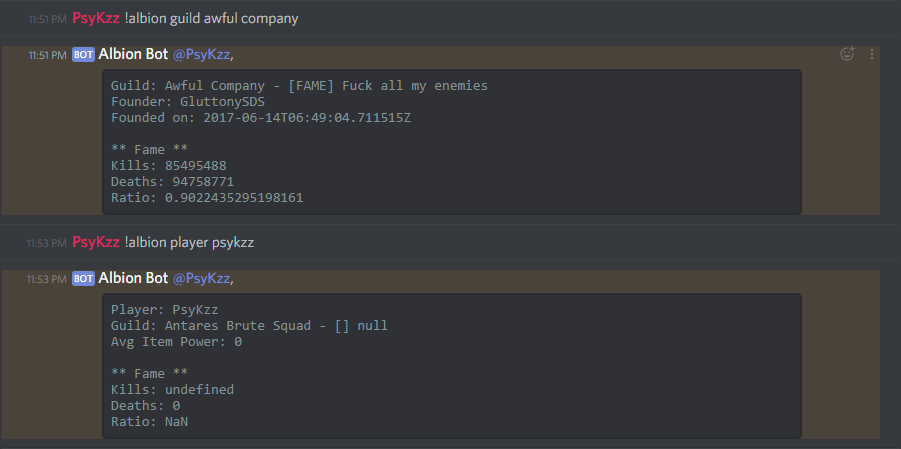 11:51 PM PsyKzz !albion guild awful company
11:51 PM BOT Albion Bot @PsyKzz,
Guild: Awful Company - [FAME] Fuck all my enemies
Founder: GluttonySDS
Founded on: 2017-06-14T06:49:04.711515Z
** Fame **
Kills: 85495488
Deaths: 94758771
Ratio: 0.9022435295198161
11:53 PM PsyKzz !albion player psykzz
11:53 PM BOT Albion Bot @PsyKzz,
Player: PsyKzz
Guild: Antares Brute Squad - [] null
Avg Item Power: 0
** Fame **
Kills: undefined
Deaths: 0
Ratio: NaN